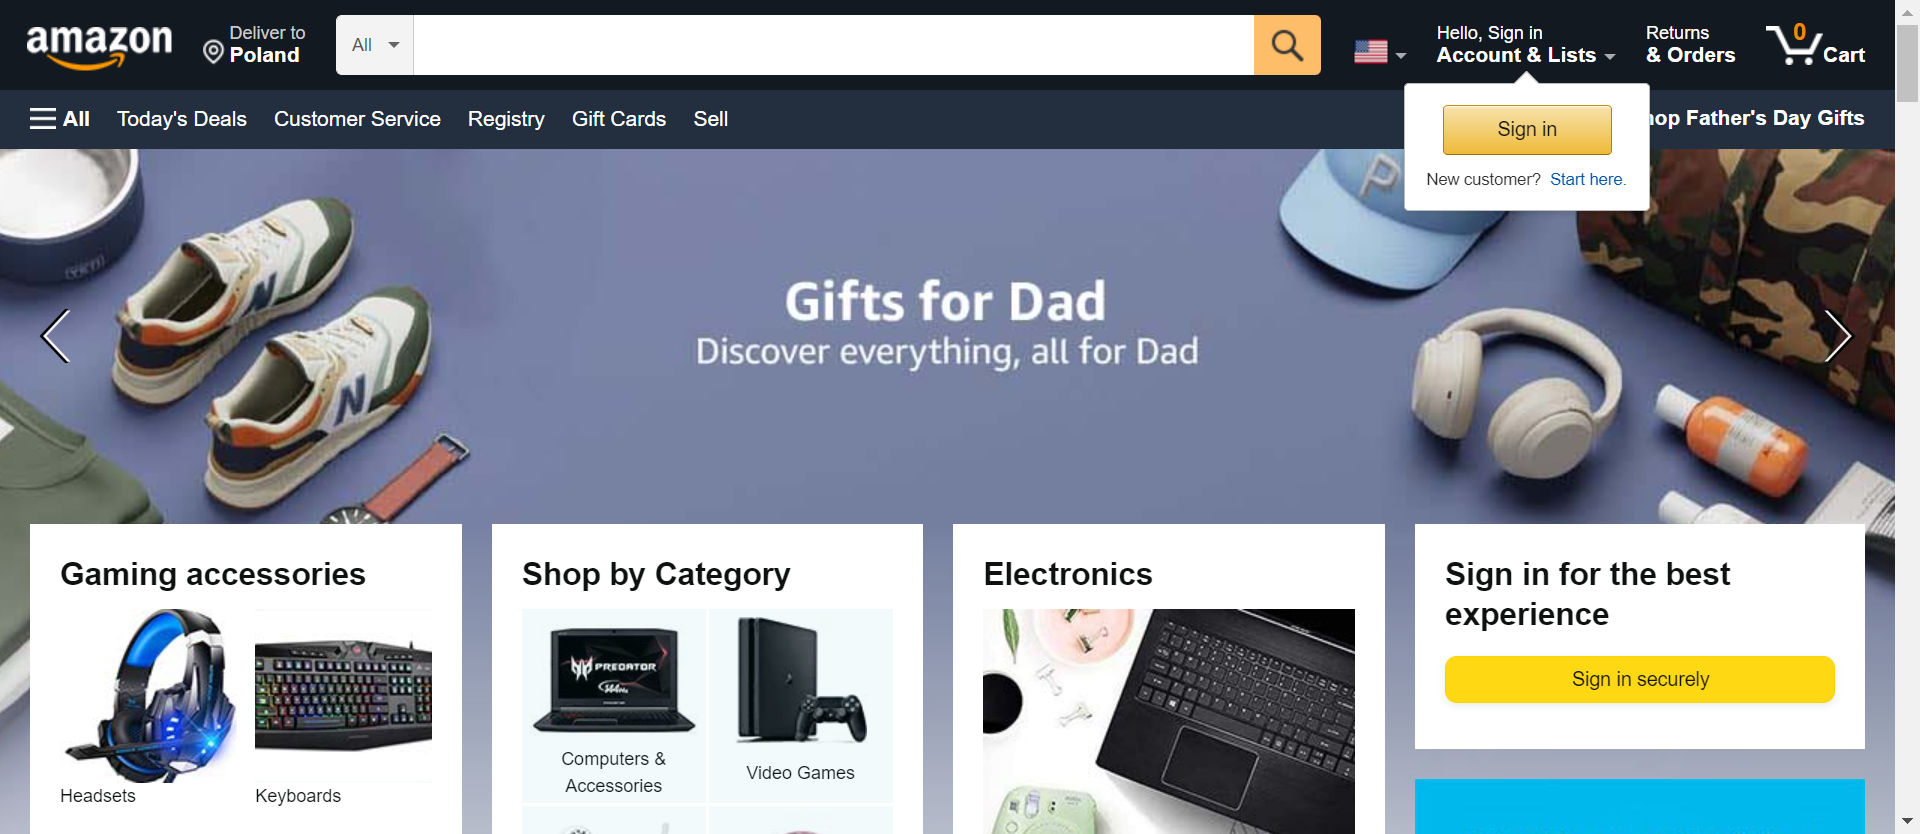 amazon
Deliver to
Poland
All
Hello, Sign in
Account & Lists
Returns
& Orders
0
Cart
All
Today's Deals
Customer Service
Registry
Gift Cards
Sell
hop Father's Day Gifts
Sign in
New customer? Start here.
Gifts for Dad
Discover everything, all for Dad
P
N
N
Gaming accessories
Headsets
Keyboards
Shop by Category
PREDATOR
144Hz
Computers &
Accessories
Video Games
Electronics
Sign in for the best
experience
Sign in securely